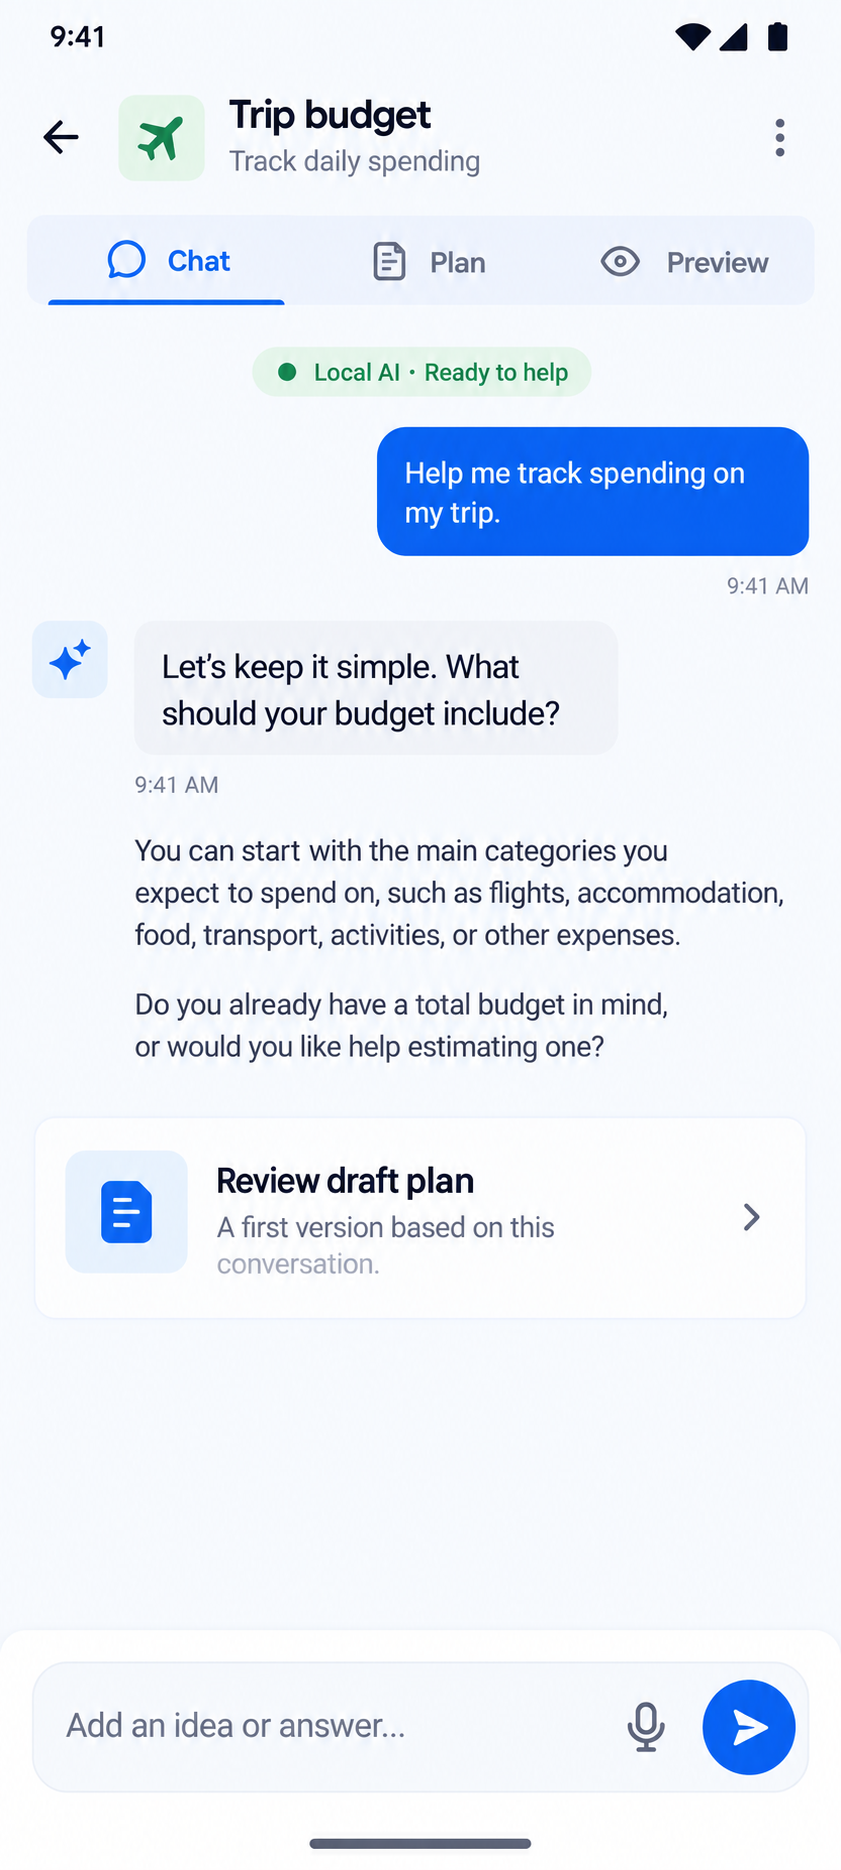 9:41
Trip budget
Track daily spending
Chat
Plan
Preview
Local AI • Ready to help
Help me track spending on
my trip.
9:41 AM
Let's keep it simple. What
should your budget include?
9:41 AM
You can start with the main categories you
expect to spend on, such as flights, accommodation,
food, transport, activities, or other expenses.
Do you already have a total budget in mind,
or would you like help estimating one?
Review draft plan
A first version based on this
conversation.
Add an idea or answer...